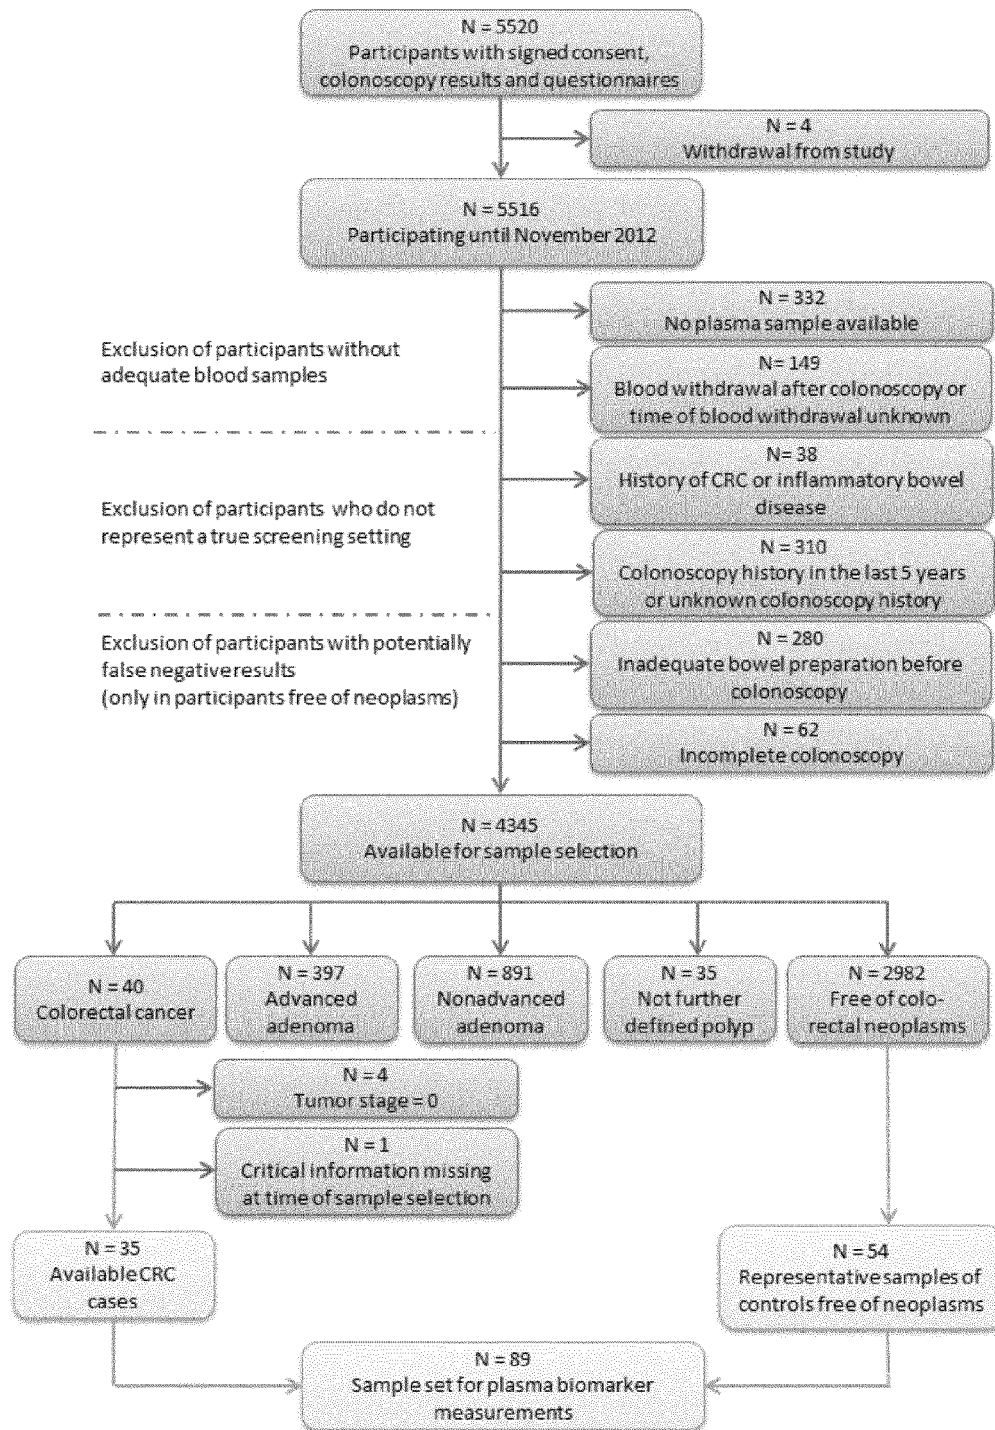 N = 5520
Participants with signed consent,
colonoscopy results and questionnaires
N = 4
Withdrawal from study
N = 5516
Participating until November 2012
N = 332
No plasma sample available
Exclusion of participants without
adequate blood samples
N= 149
Blood withdrawal after colonoscopy or
time of blood withdrawal unknown
N= 38
History of CRC or inflammatory bowel
disease
Exclusion of participants who do not
represent a true screening setting
N = 310
Colonoscopy history in the last 5 years
or unknown colonoscopy history
Exclusion of participants with potentially
false negative results
(only in participants free of neoplasms)
N = 280
Inadequate bowel preparation before
colonoscopy
N = 62
Incomplete colonoscopy
N = 4345
Available for sample selection
N = 40
Colorectal cancer
N = 397
Advanced
adenoma
N = 891
Nonadvanced
adenoma
N = 35
Not further
defined polyp
N = 2982
Free of colo-
rectal neoplasms
N = 4
Tumor stage = 0
N = 1
Critical information missing
at time of sample selection
N = 35
Available CRC
cases
N = 54
Representative samples of
controls free of neoplasms
N = 89
Sample set for plasma biomarker
measurements